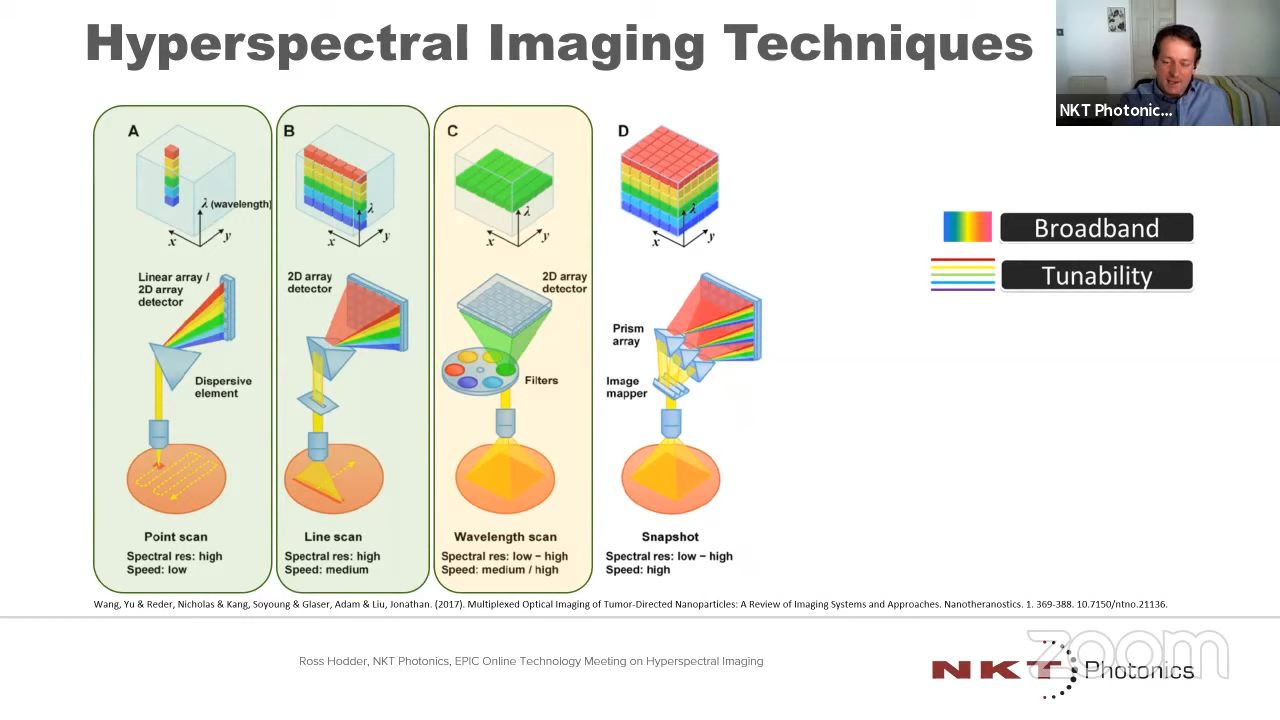 Hyperspectral Imaging Techniques
NKT Photonic...
A
λ (wavelength)
x
y
Linear array /
2D array
detector
Dispersive
element
Point scan
Spectral res: high
Speed: low
B
λ
x
y
2D array
detector
Line scan
Spectral res: high
Speed: medium
C
λ
x
y
2D array
detector
Filters
Wavelength scan
Spectral res: low – high
Speed: medium / high
D
λ
x
y
Prism
array
Image
mapper
Snapshot
Spectral res: low – high
Speed: high
Broadband
Tunability
Wang, Yu & Reder, Nicholas & Kang, Soyoung & Glaser, Adam & Liu, Jonathan. (2017). Multiplexed Optical Imaging of Tumor-Directed Nanoparticles: A Review of Imaging Systems and Approaches. Nanotheranostics. 1. 369-388. 10.7150/ntno.21136.
Ross Hodder, NKT Photonics, EPIC Online Technology Meeting on Hyperspectral Imaging
NKT Photonics
zoom